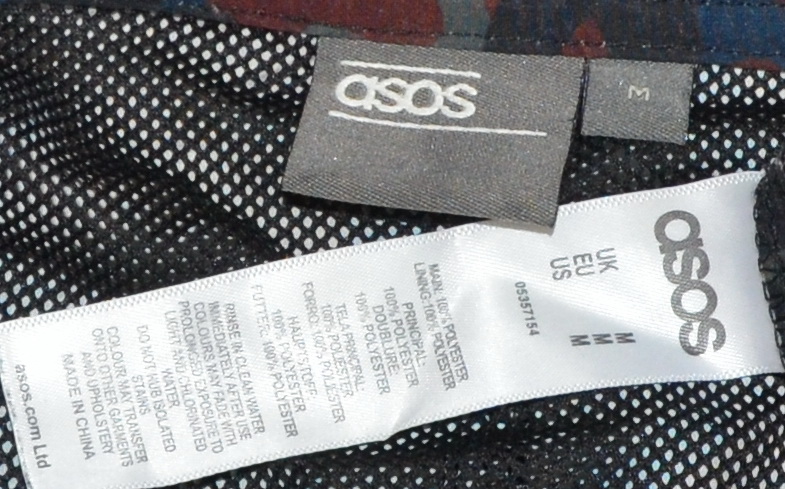 asos
M
asos
UK M
EU M
US M
05357154
MAIN: 100% POLYESTER
LINING: 100% POLYESTER
PRINCIPAL:
100% POLYESTER
DOUBLURE:
100% POLYESTER
TELA PRINCIPAL:
100% POLIESTER
FORRO: 100% POLIESTER
HAUPTSTOFF:
100% POLYESTER
FUTTER: 100% POLYESTER
RINSE IN CLEAN WATER
IMMEDIATELY AFTER USE
COLOURS MAY FADE WITH
PROLONGED EXPOSURE TO
LIGHT AND CHLORINATED
WATER
DO NOT RUB ISOLATED
STAINS
COLOUR MAY TRANSFER
ONTO OTHER GARMENTS
AND UPHOLSTERY
MADE IN CHINA
asos.com Ltd